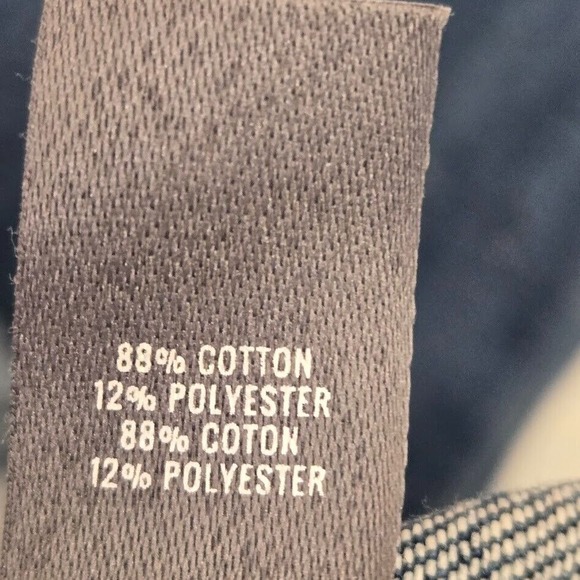 88% COTTON
12% POLYESTER
88% COTON
12% POLYESTER